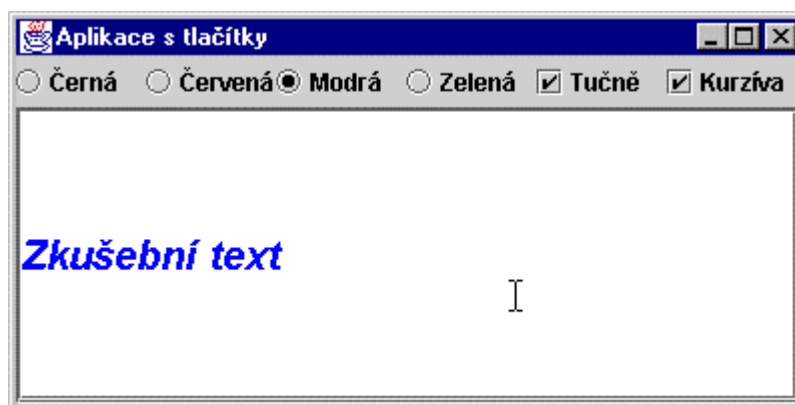 Aplikace s tlačítky
Černá Červená Modrá Zelená Tučně Kurzíva
Zkušební text